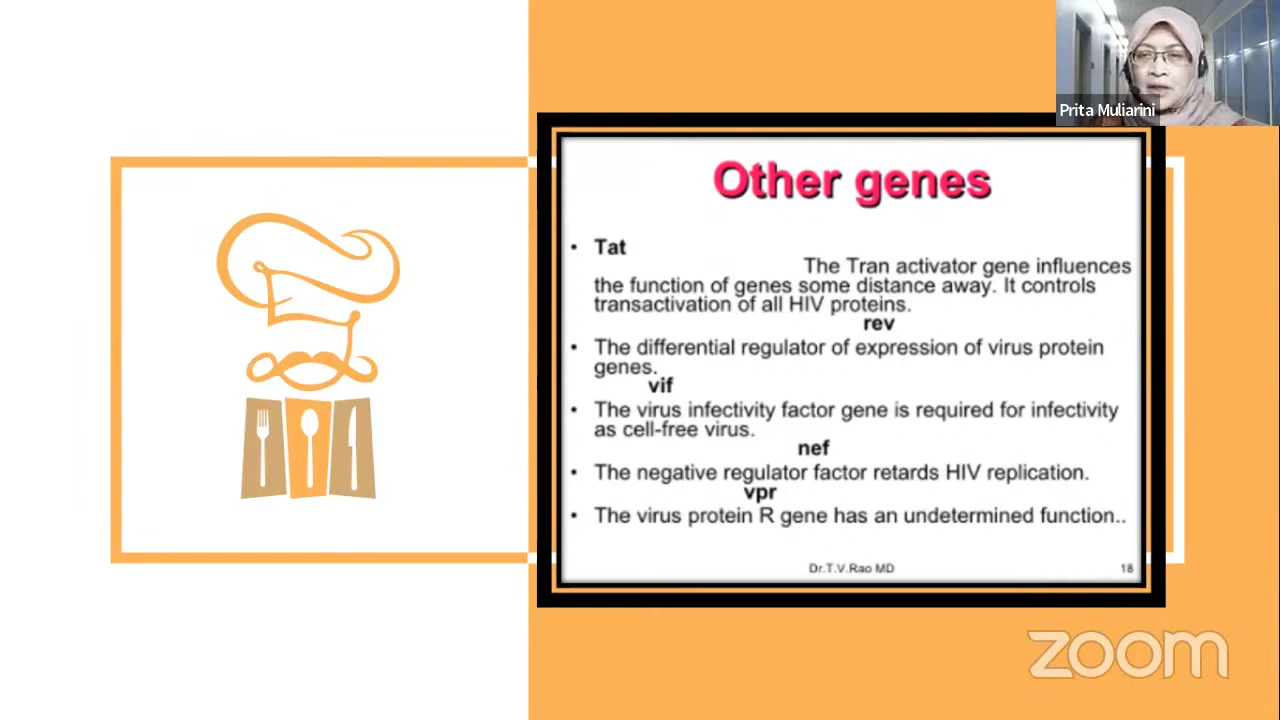 Prita Muliarini
Other genes
• Tat
The Tran activator gene influences
the function of genes some distance away. It controls
transactivation of all HIV proteins.
rev
• The differential regulator of expression of virus protein
genes.
vif
• The virus infectivity factor gene is required for infectivity
as cell-free virus.
nef
• The negative regulator factor retards HIV replication.
vpr
• The virus protein R gene has an undetermined function..
Dr.T.V.Rao MD
18
zoom